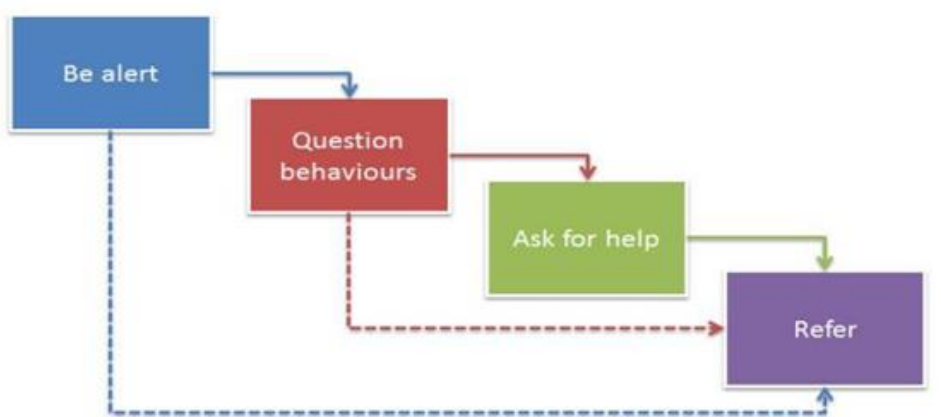 Be alert
Question
behaviours
Ask for help
Refer